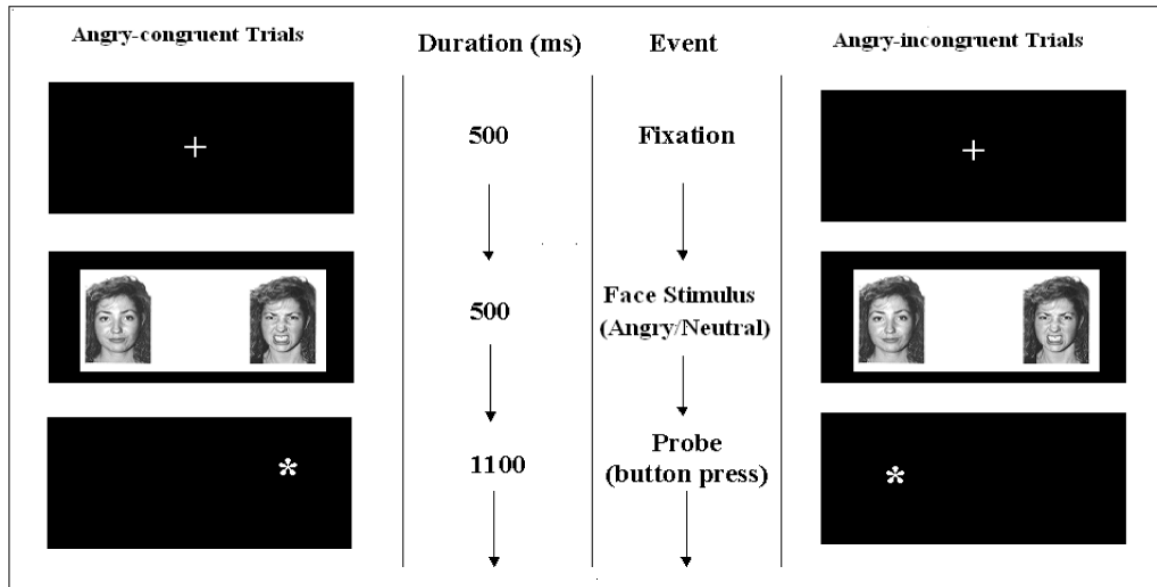 Angry-congruent Trials
Duration (ms)
Event
Angry-incongruent Trials
+
500
Fixation
+
500
Face Stimulus
(Angry/Neutral)
*
1100
Probe
(button press)
*